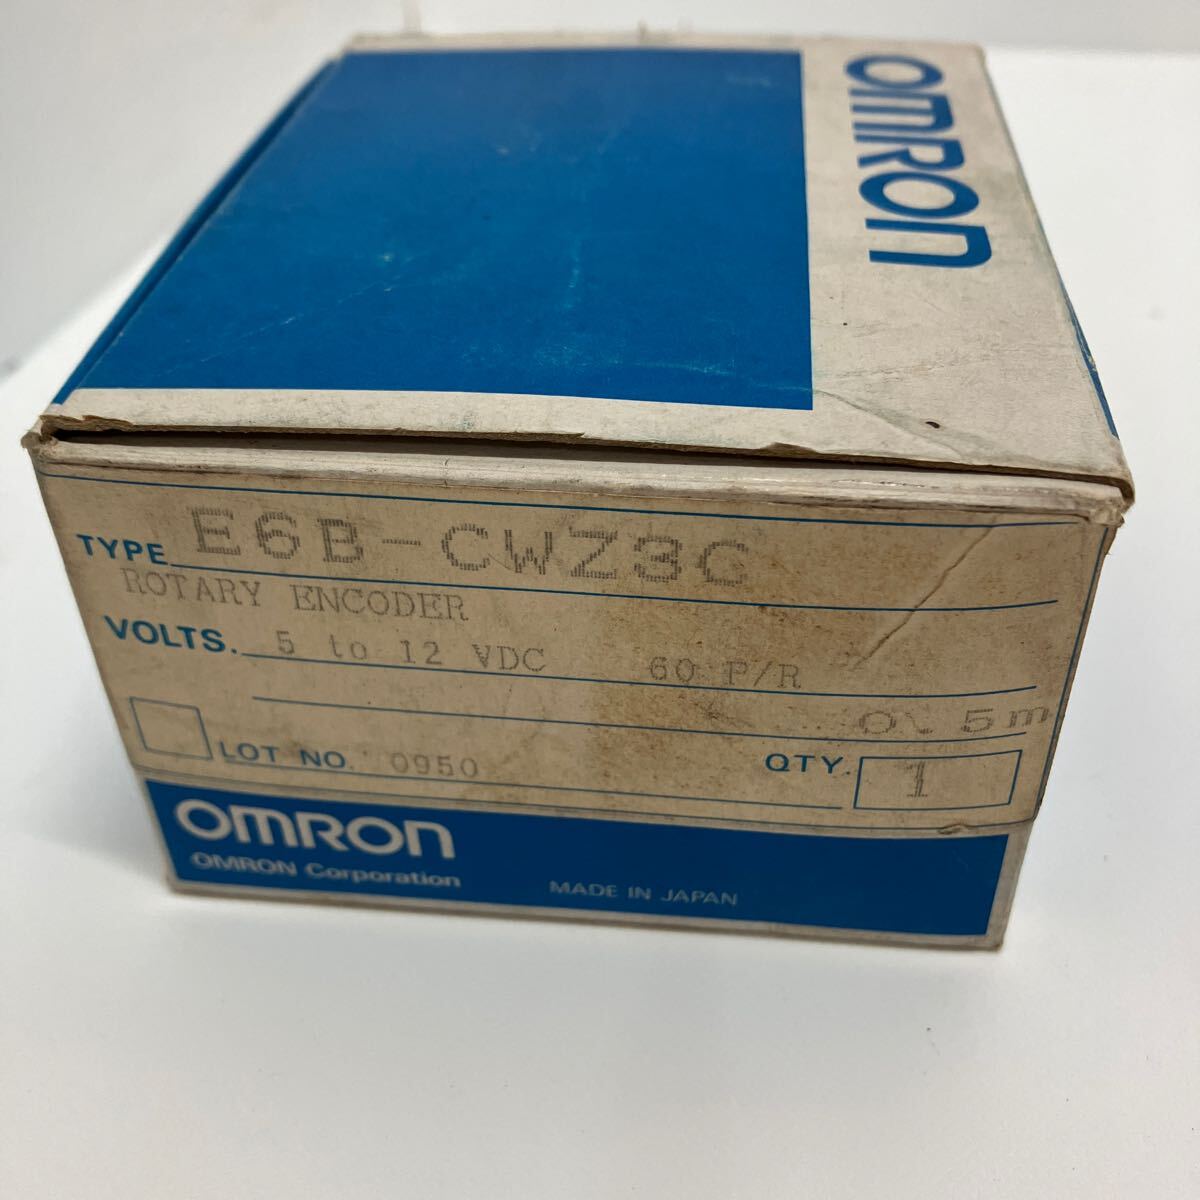 OMRON
TYPE E6B-CWZ3C
ROTARY ENCODER
VOLTS. 5 to 12 VDC 60 P/R
0.5m
LOT NO. 0950 QTY. 1
OMRON
OMRON Corporation MADE IN JAPAN